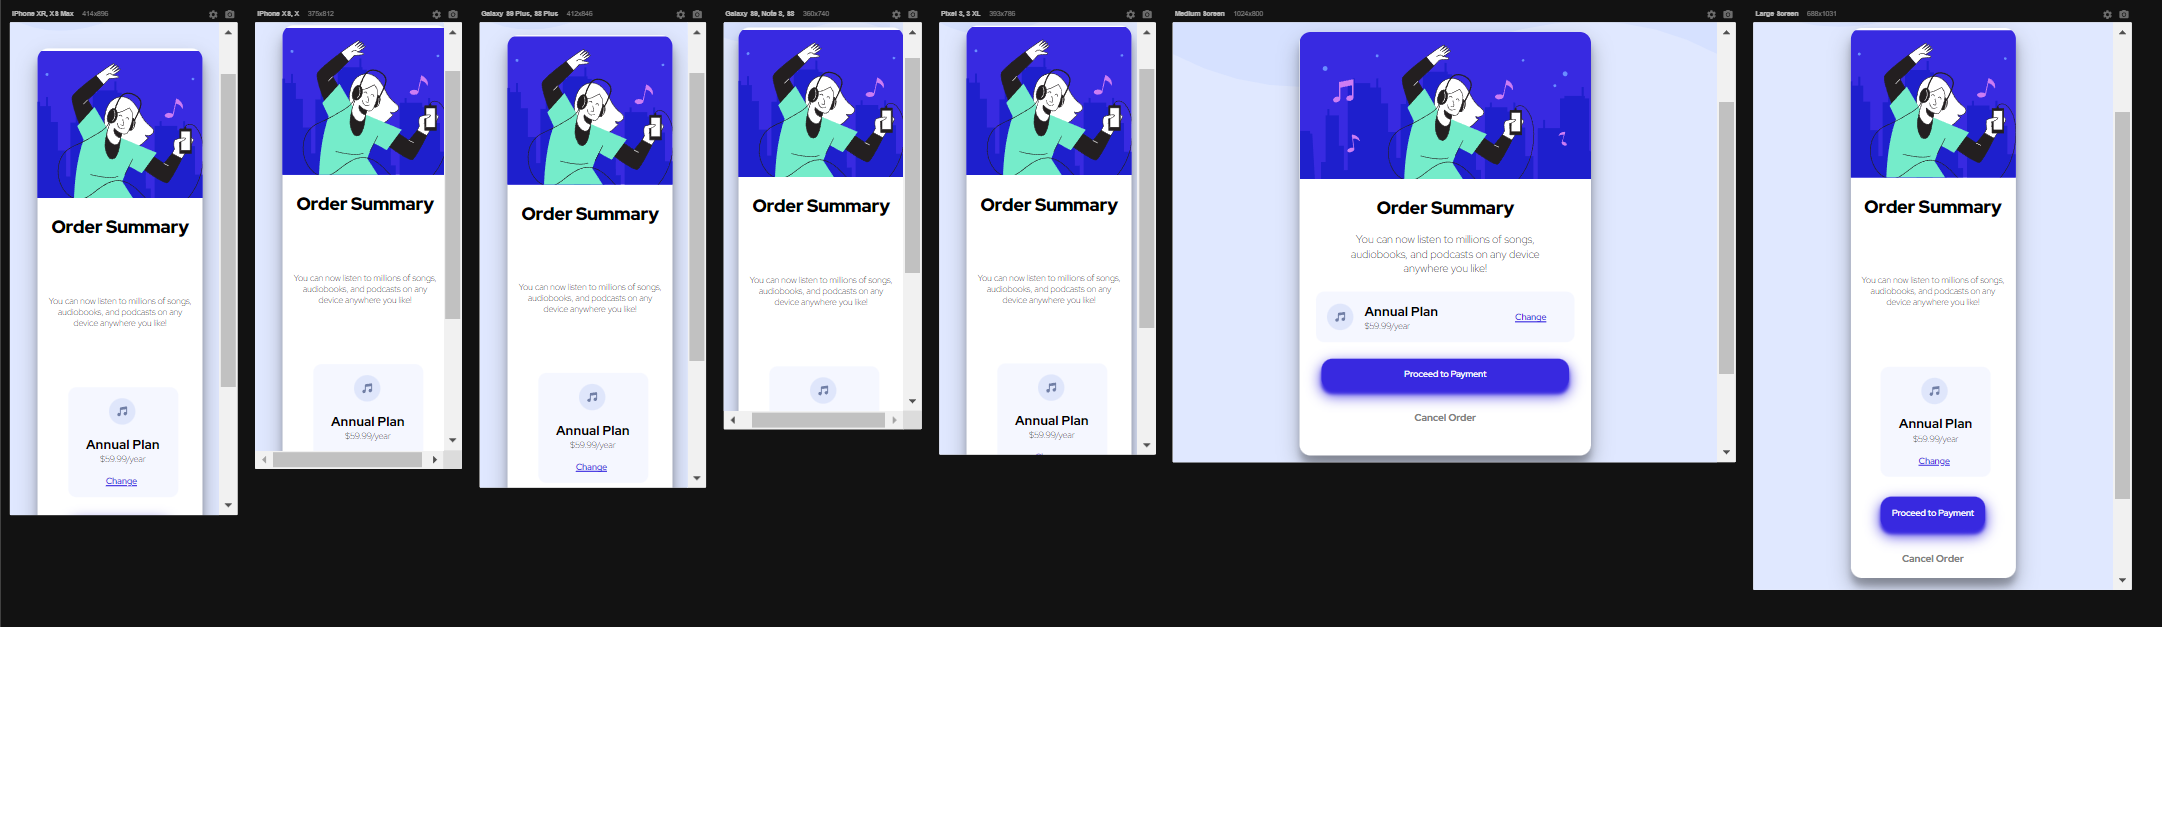 iPhone XR, XS Max 414x896
Order Summary
You can now listen to millions of songs,
audiobooks, and podcasts on any
device anywhere you like!
Annual Plan
$59.99/year
Change
iPhone XS, X 375x812
Order Summary
You can now listen to millions of songs,
audiobooks, and podcasts on any
device anywhere you like!
Annual Plan
$59.99/year
Galaxy S9 Plus, S8 Plus 412x846
Order Summary
You can now listen to millions of songs,
audiobooks, and podcasts on any
device anywhere you like!
Annual Plan
$59.99/year
Change
Galaxy S9, Note 8, S8 360x740
Order Summary
You can now listen to millions of songs,
audiobooks, and podcasts on any
device anywhere you like!
Pixel 3, 3 XL 393x786
Order Summary
You can now listen to millions of songs,
audiobooks, and podcasts on any
device anywhere you like!
Annual Plan
$59.99/year
Medium Screen 1024x800
Order Summary
You can now listen to millions of songs,
audiobooks, and podcasts on any device
anywhere you like!
Annual Plan
$59.99/year
Change
Proceed to Payment
Cancel Order
Large Screen 688x1031
Order Summary
You can now listen to millions of songs,
audiobooks, and podcasts on any
device anywhere you like!
Annual Plan
$59.99/year
Change
Proceed to Payment
Cancel Order